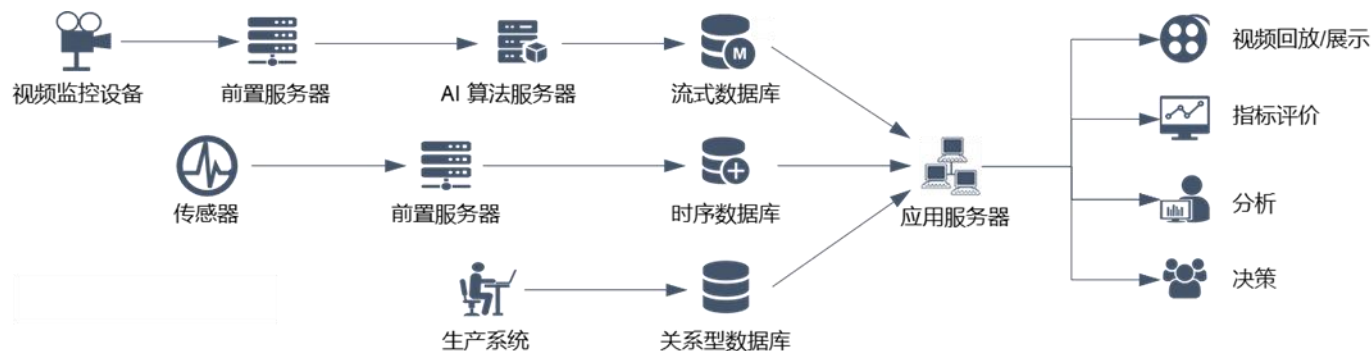 视频监控设备
前置服务器
AI 算法服务器
M
流式数据库
视频回放/展示
指标评价
传感器
前置服务器
时序数据库
应用服务器
分析
生产系统
关系型数据库
决策